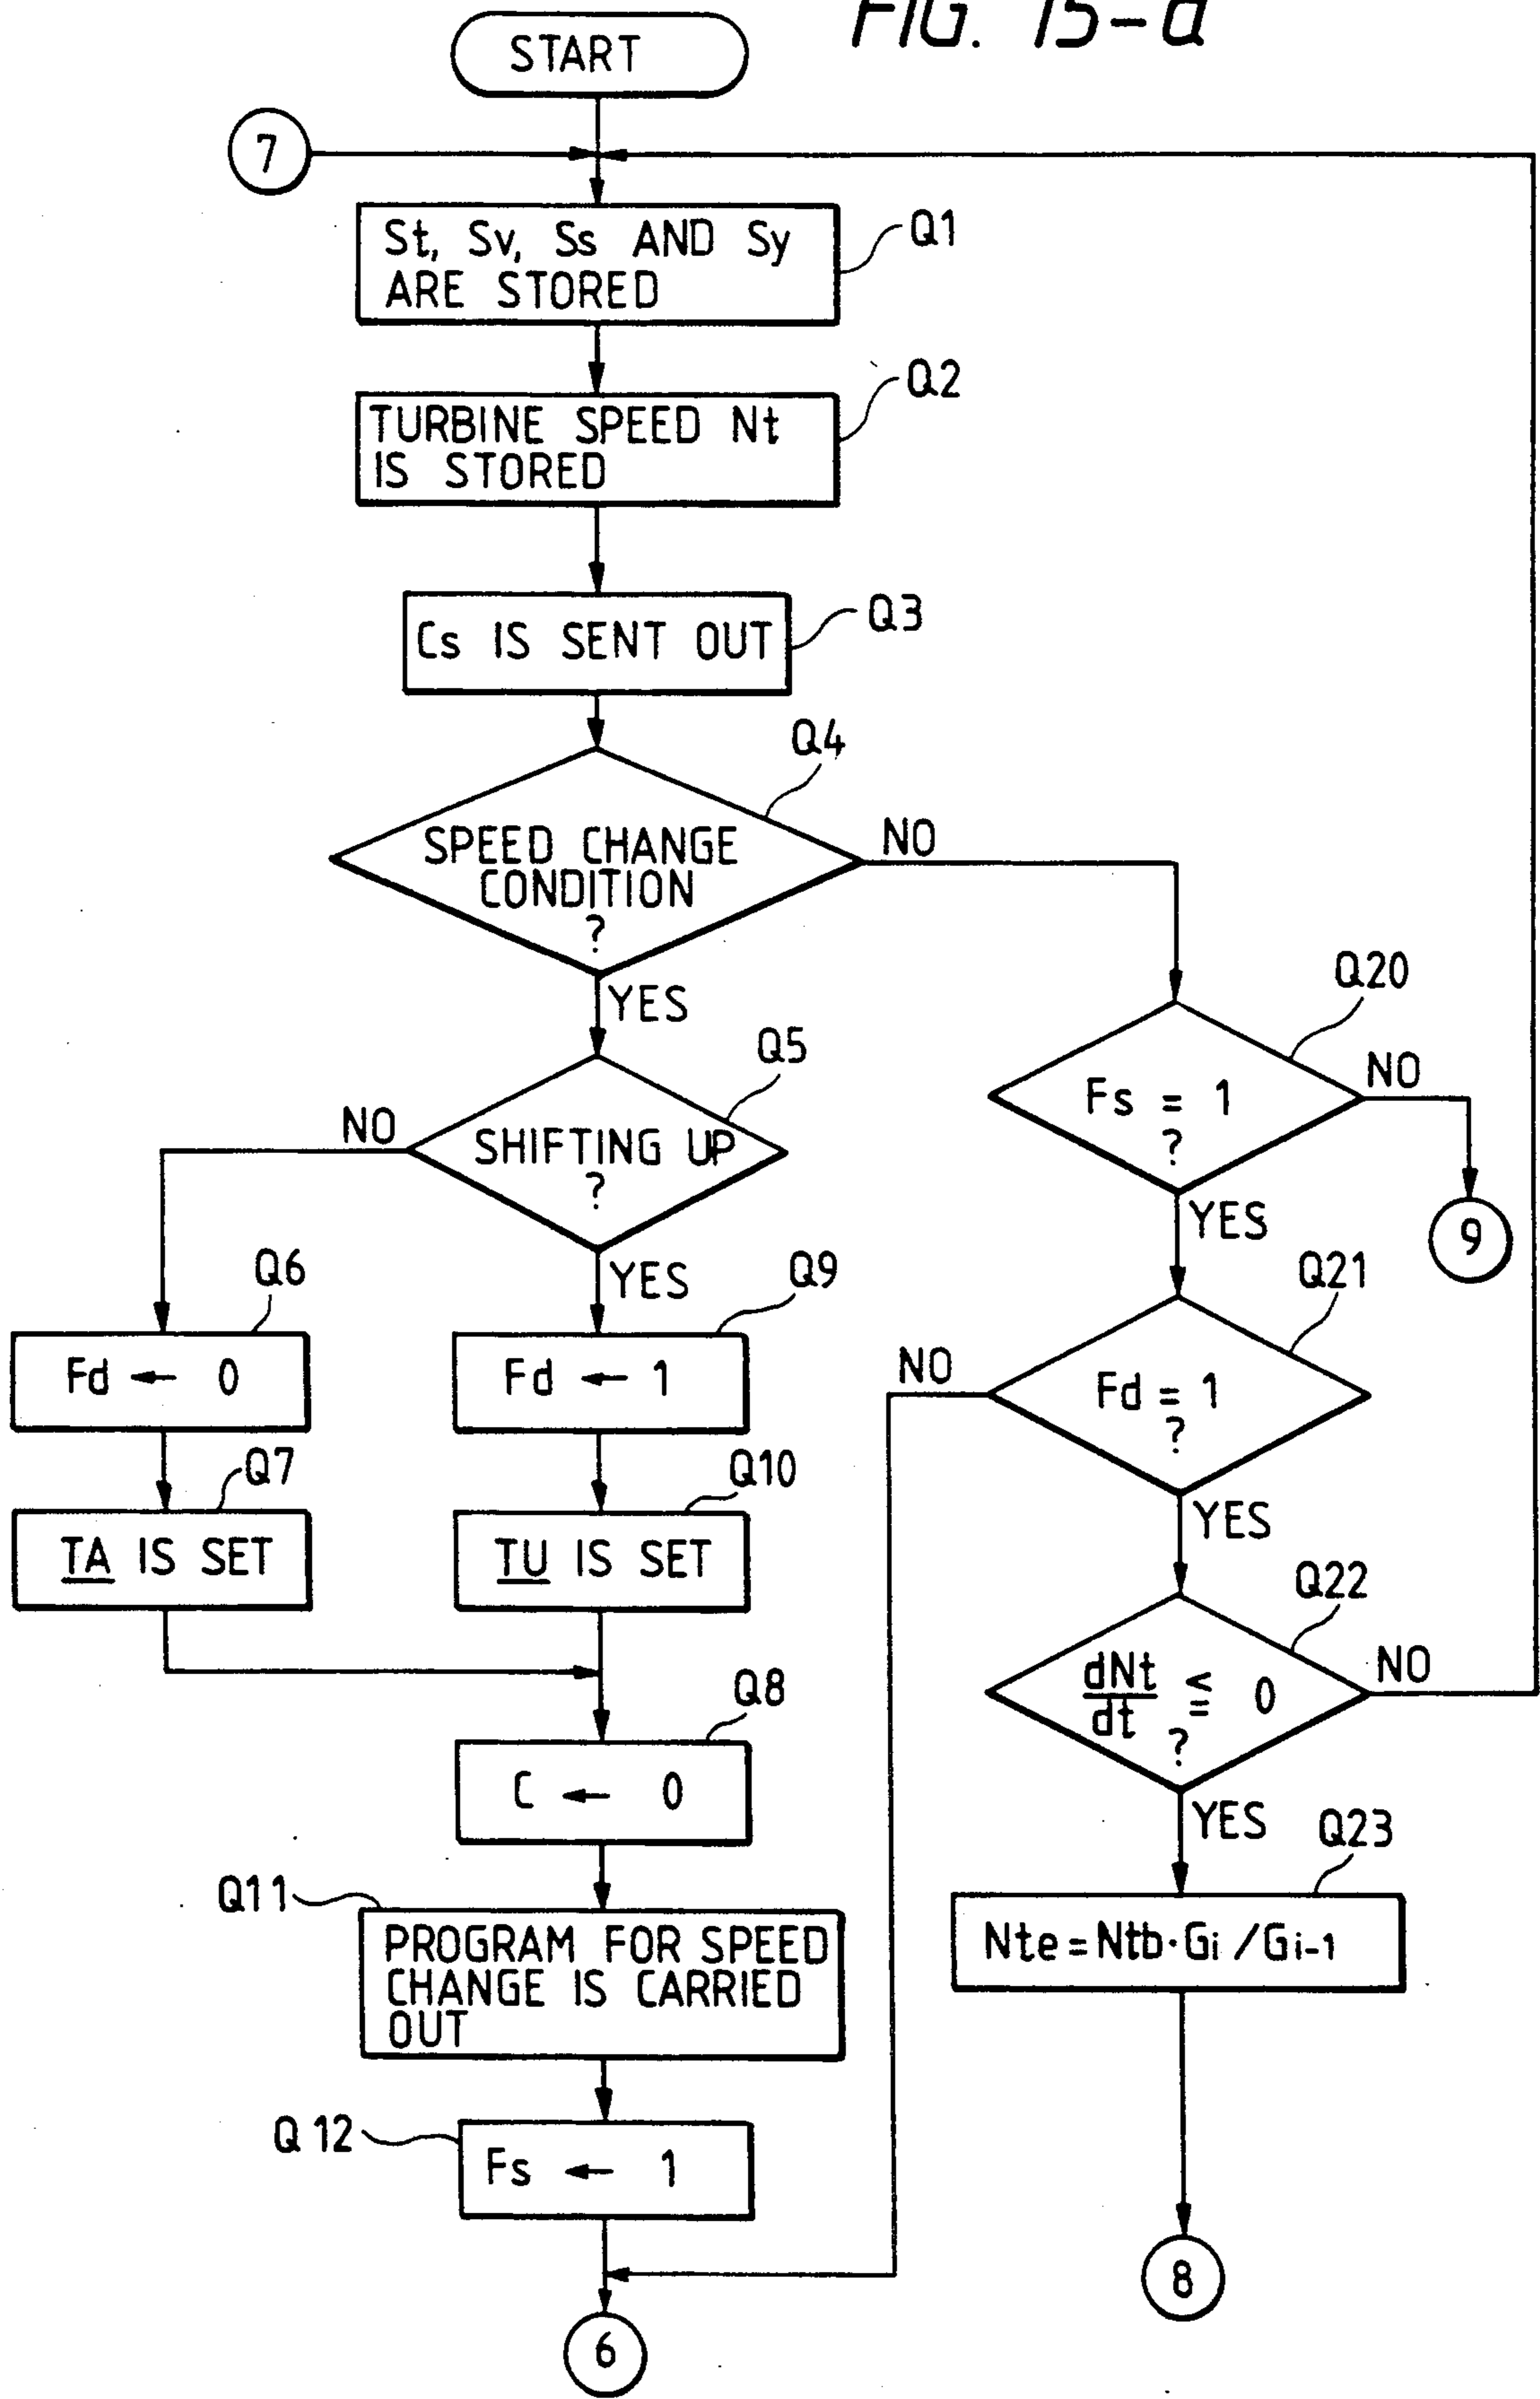 FIG. 15-a
START
7
St, Sv, Ss AND Sy
ARE STORED
Q1
TURBINE SPEED Nt
IS STORED
Q2
Cs IS SENT OUT
Q3
Q4
SPEED CHANGE
CONDITION
?
NO
YES
Q5
SHIFTING UP
?
NO
YES
Q6
Fd ← 0
Q7
TA IS SET
Q9
Fd ← 1
Q10
TU IS SET
Q8
C ← 0
Q11
PROGRAM FOR SPEED
CHANGE IS CARRIED
OUT
Q12
Fs ← 1
6
Q20
Fs = 1
?
NO
9
YES
Q21
Fd = 1
?
NO
YES
Q22
dNt/dt ≦ 0
?
NO
YES
Q23
Nte = Ntb·Gi /Gi-1
8